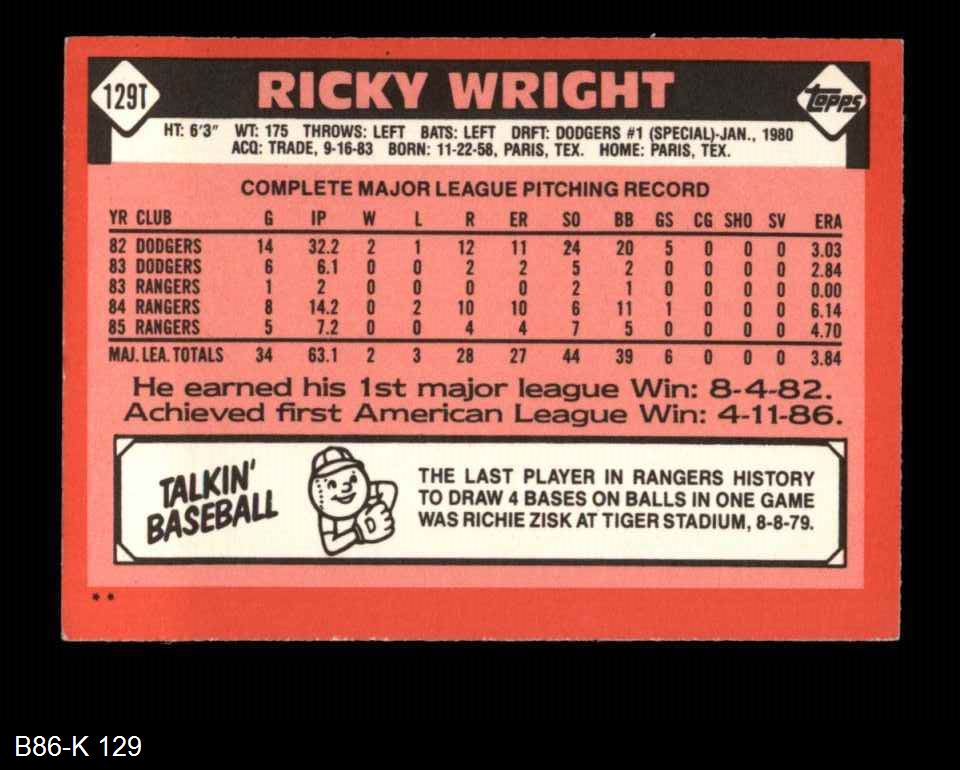 129T
RICKY WRIGHT
TOPPS
HT: 6'3" WT: 175 THROWS: LEFT BATS: LEFT DRFT: DODGERS #1 (SPECIAL)-JAN., 1980
ACQ: TRADE, 9-16-83 BORN: 11-22-58, PARIS, TEX. HOME: PARIS, TEX.
COMPLETE MAJOR LEAGUE PITCHING RECORD
YR CLUB G IP W L R ER SO BB GS CG SHO SV ERA
82 DODGERS 14 32.2 2 1 12 11 24 20 5 0 0 0 3.03
83 DODGERS 6 6.1 0 0 2 2 5 2 0 0 0 0 2.84
83 RANGERS 1 2 0 0 0 0 2 1 0 0 0 0 0.00
84 RANGERS 8 14.2 0 2 10 10 6 11 1 0 0 0 6.14
85 RANGERS 5 7.2 0 0 4 4 7 5 0 0 0 0 4.70
MAJ. LEA. TOTALS 34 63.1 2 3 28 27 44 39 6 0 0 0 3.84
He earned his 1st major league Win: 8-4-82.
Achieved first American League Win: 4-11-86.
TALKIN'
BASEBALL
THE LAST PLAYER IN RANGERS HISTORY
TO DRAW 4 BASES ON BALLS IN ONE GAME
WAS RICHIE ZISK AT TIGER STADIUM, 8-8-79.
**
B86-K 129